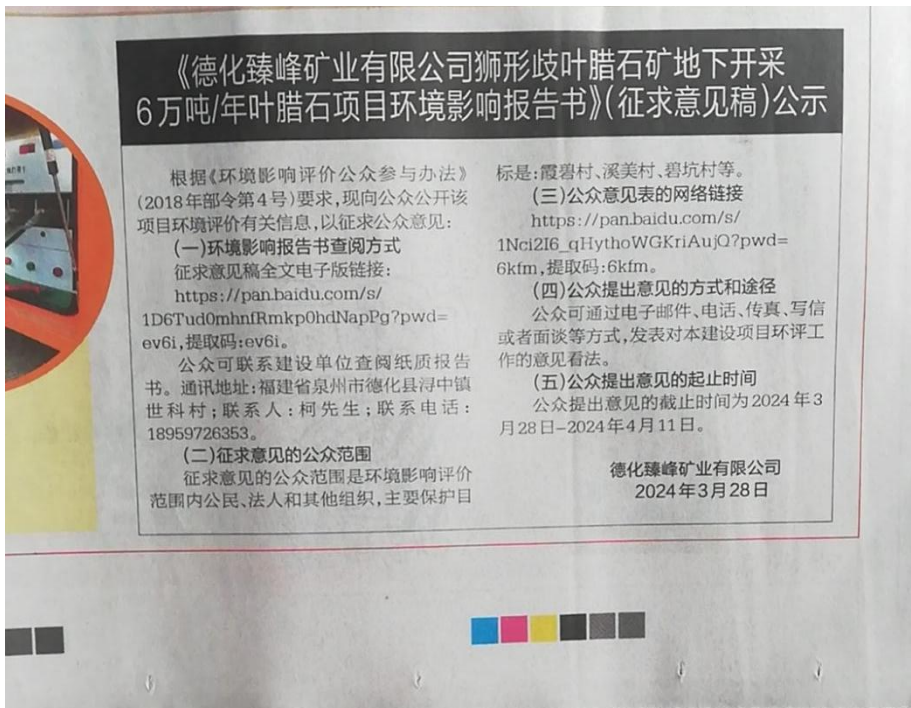 《德化臻峰矿业有限公司狮形歧叶腊石矿地下开采
6万吨/年叶腊石项目环境影响报告书》(征求意见稿)公示
根据《环境影响评价公众参与办法》
(2018年部令第4号)要求,现向公众公开该
项目环境评价有关信息,以征求公众意见:
(一)环境影响报告书查阅方式
征求意见稿全文电子版链接:
https://pan.baidu.com/s/
1D6Tud0mhnfRmkp0hdNapPg?pwd=
ev6i,提取码:ev6i。
公众可联系建设单位查阅纸质报告
书。通讯地址:福建省泉州市德化县浔中镇
世科村;联系人:柯先生;联系电话:
18959726353。
(二)征求意见的公众范围
征求意见的公众范围是环境影响评价
范围内公民、法人和其他组织,主要保护目
标是:霞碧村、溪美村、碧坑村等。
(三)公众意见表的网络链接
https://pan.baidu.com/s/
1Nci2I6_qHythoWGKriAujQ?pwd=
6kfm,提取码:6kfm。
(四)公众提出意见的方式和途径
公众可通过电子邮件、电话、传真、写信
或者面谈等方式,发表对本建设项目环评工
作的意见看法。
(五)公众提出意见的起止时间
公众提出意见的截止时间为2024年3
月28日-2024年4月11日。
德化臻峰矿业有限公司
2024年3月28日